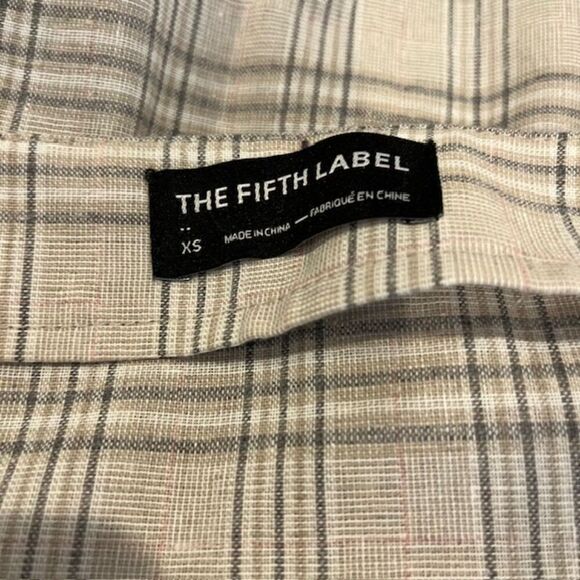 THE FIFTH LABEL
XS MADE IN CHINA — FABRIQUÉ EN CHINE